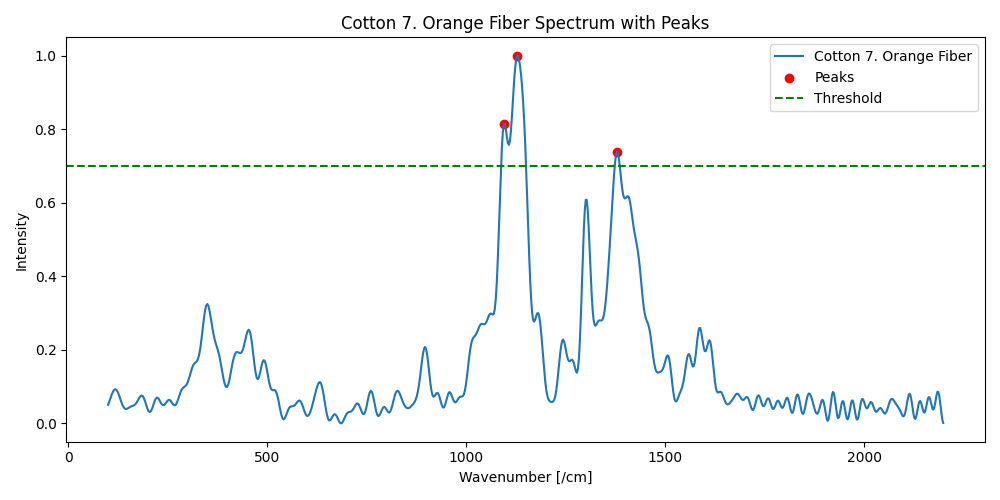 Cotton 7. Orange Fiber Spectrum with Peaks
Cotton 7. Orange Fiber
Peaks
Threshold
Intensity
1.0
0.8
0.6
0.4
0.2
0.0
0 500 1000 1500 2000
Wavenumber [/cm]